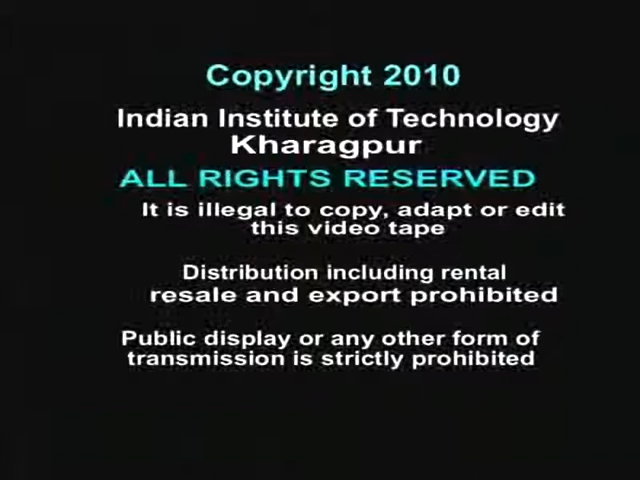 Copyright 2010
Indian Institute of Technology
Kharagpur
ALL RIGHTS RESERVED
It is illegal to copy, adapt or edit
this video tape
Distribution including rental
resale and export prohibited
Public display or any other form of
transmission is strictly prohibited